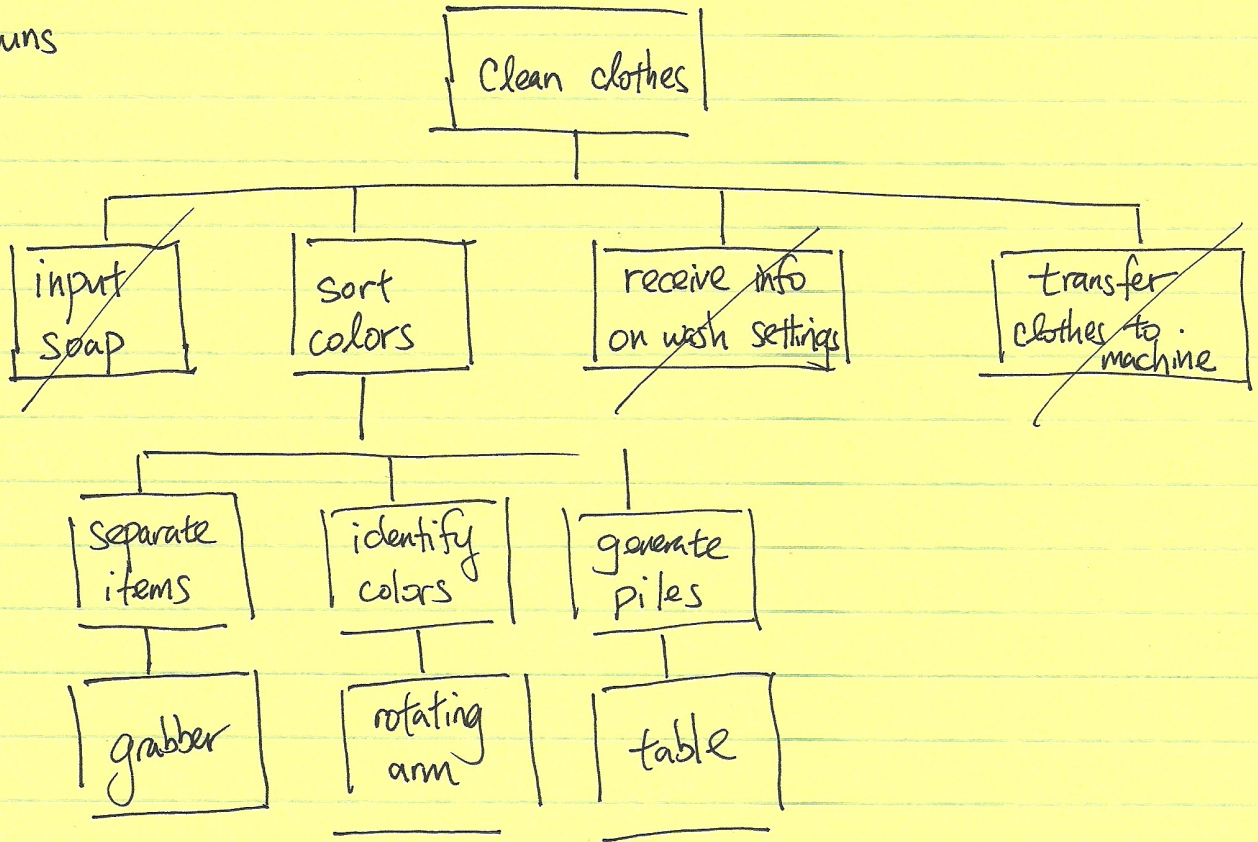 Clean clothes
input
soap
sort
colors
receive info
on wash settings
transfer
clothes to
machine
separate
items
identify
colors
generate
piles
grabber
rotating
arm
table